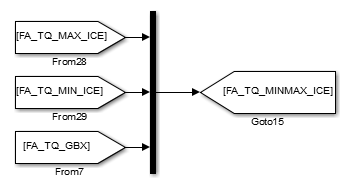 [FA_TQ_MAX_ICE]
From28
[FA_TQ_MIN_ICE]
From29
[FA_TQ_MINMAX_ICE]
Goto15
[FA_TQ_GBX]
From7